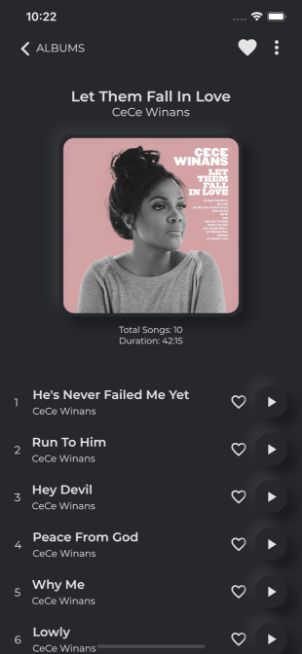 10:22
ALBUMS
Let Them Fall In Love
CeCe Winans
CECE
WINANS
LET
THEM
FALL
IN LOVE
Total Songs: 10
Duration: 42:15
1 He's Never Failed Me Yet
CeCe Winans
2 Run To Him
CeCe Winans
3 Hey Devil
CeCe Winans
4 Peace From God
CeCe Winans
5 Why Me
CeCe Winans
6 Lowly
CeCe Winans